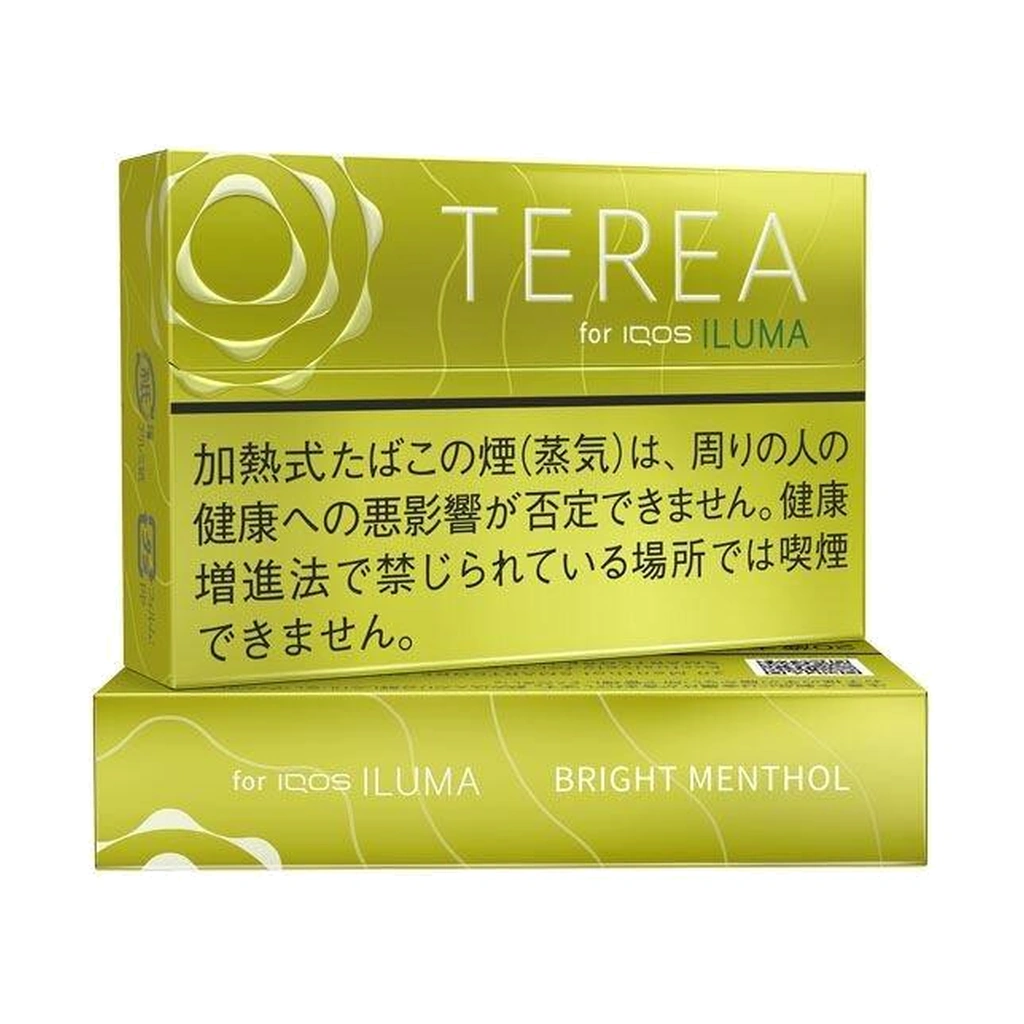 TEREA
for IQOS ILUMA
加熱式たばこの煙(蒸気)は、周りの人の
健康への悪影響が否定できません。健康
増進法で禁じられている場所では喫煙
できません。
for IQOS ILUMA
BRIGHT MENTHOL